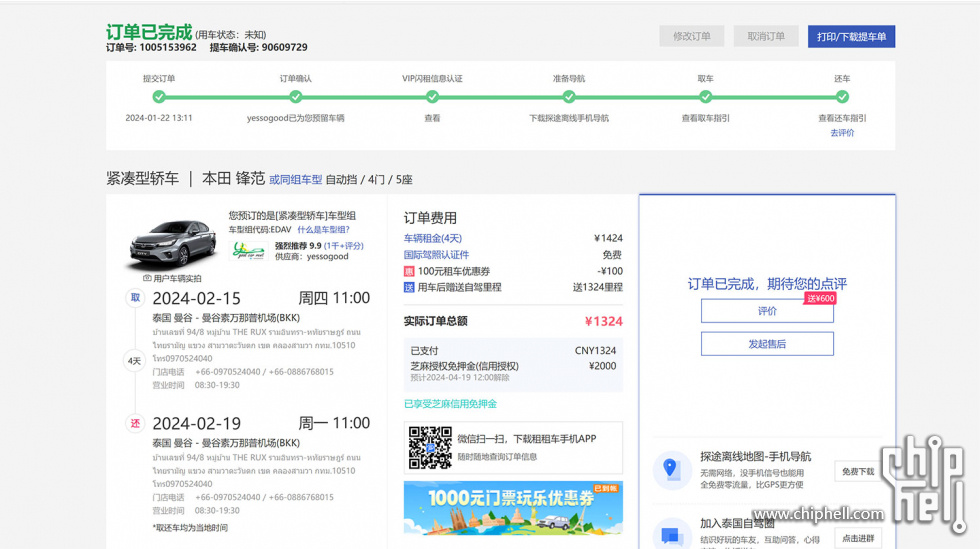 订单已完成 (用车状态：未知)
订单号: 1005153962 提车确认号: 90609729
修改订单
取消订单
打印/下载提车单
提交订单
订单确认
VIP闪租信息认证
准备导航
取车
还车
2024-01-22 13:11
yessogood已为您预留车辆
查看
下载探途离线手机导航
查看取车指引
查看还车指引
去评价
紧凑型轿车 | 本田 锋范 或同组车型 自动挡 / 4门 / 5座
您预订的是[紧凑型轿车]车型组
车型组代码:EDAV 什么是车型组?
强烈推荐 9.9 (1千+评分)
供应商：yessogood
用户车辆实拍
取
2024-02-15 周四 11:00
泰国 曼谷 - 曼谷素万那普机场(BKK)
บ้านเลขที่ 94/8 หมู่บ้าน THE RUX รามอินทรา-หทัยราษฎร์ ถนน
ไทยรามัญ แขวง สามวาตะวันตก เขต คลองสามวา กทม.10510
โทร0970524040
门店电话 +66-0970524040 / +66-0886768015
营业时间 08:30-19:30
4天
还
2024-02-19 周一 11:00
泰国 曼谷 - 曼谷素万那普机场(BKK)
บ้านเลขที่ 94/8 หมู่บ้าน THE RUX รามอินทรา-หทัยราษฎร์ ถนน
ไทยรามัญ แขวง สามวาตะวันตก เขต คลองสามวา กทม.10510
โทร0970524040
门店电话 +66-0970524040 / +66-0886768015
营业时间 08:30-19:30
*取还车均为当地时间
订单费用
车辆租金(4天) ¥1424
国际驾照认证件 免费
惠 100元租车优惠券 -¥100
送 用车后赠送自驾里程 送1324里程
实际订单总额 ¥1324
已支付 CNY1324
芝麻授权免押金(信用授权) ¥2000
预计2024-04-19 12:00解除
已享受芝麻信用免押金
微信扫一扫，下载租租车手机APP
随时随地查询订单信息
已到账
1000元门票玩乐优惠券
订单已完成，期待您的点评
送¥600
评价
发起售后
探途离线地图-手机导航
无需网络，没手机信号也能用
全免费零流量，比GPS更方便
免费下载
加入泰国自驾圈
结识好玩的车友，互助问答，心得
点击进群
chiphell
www.chiphell.com